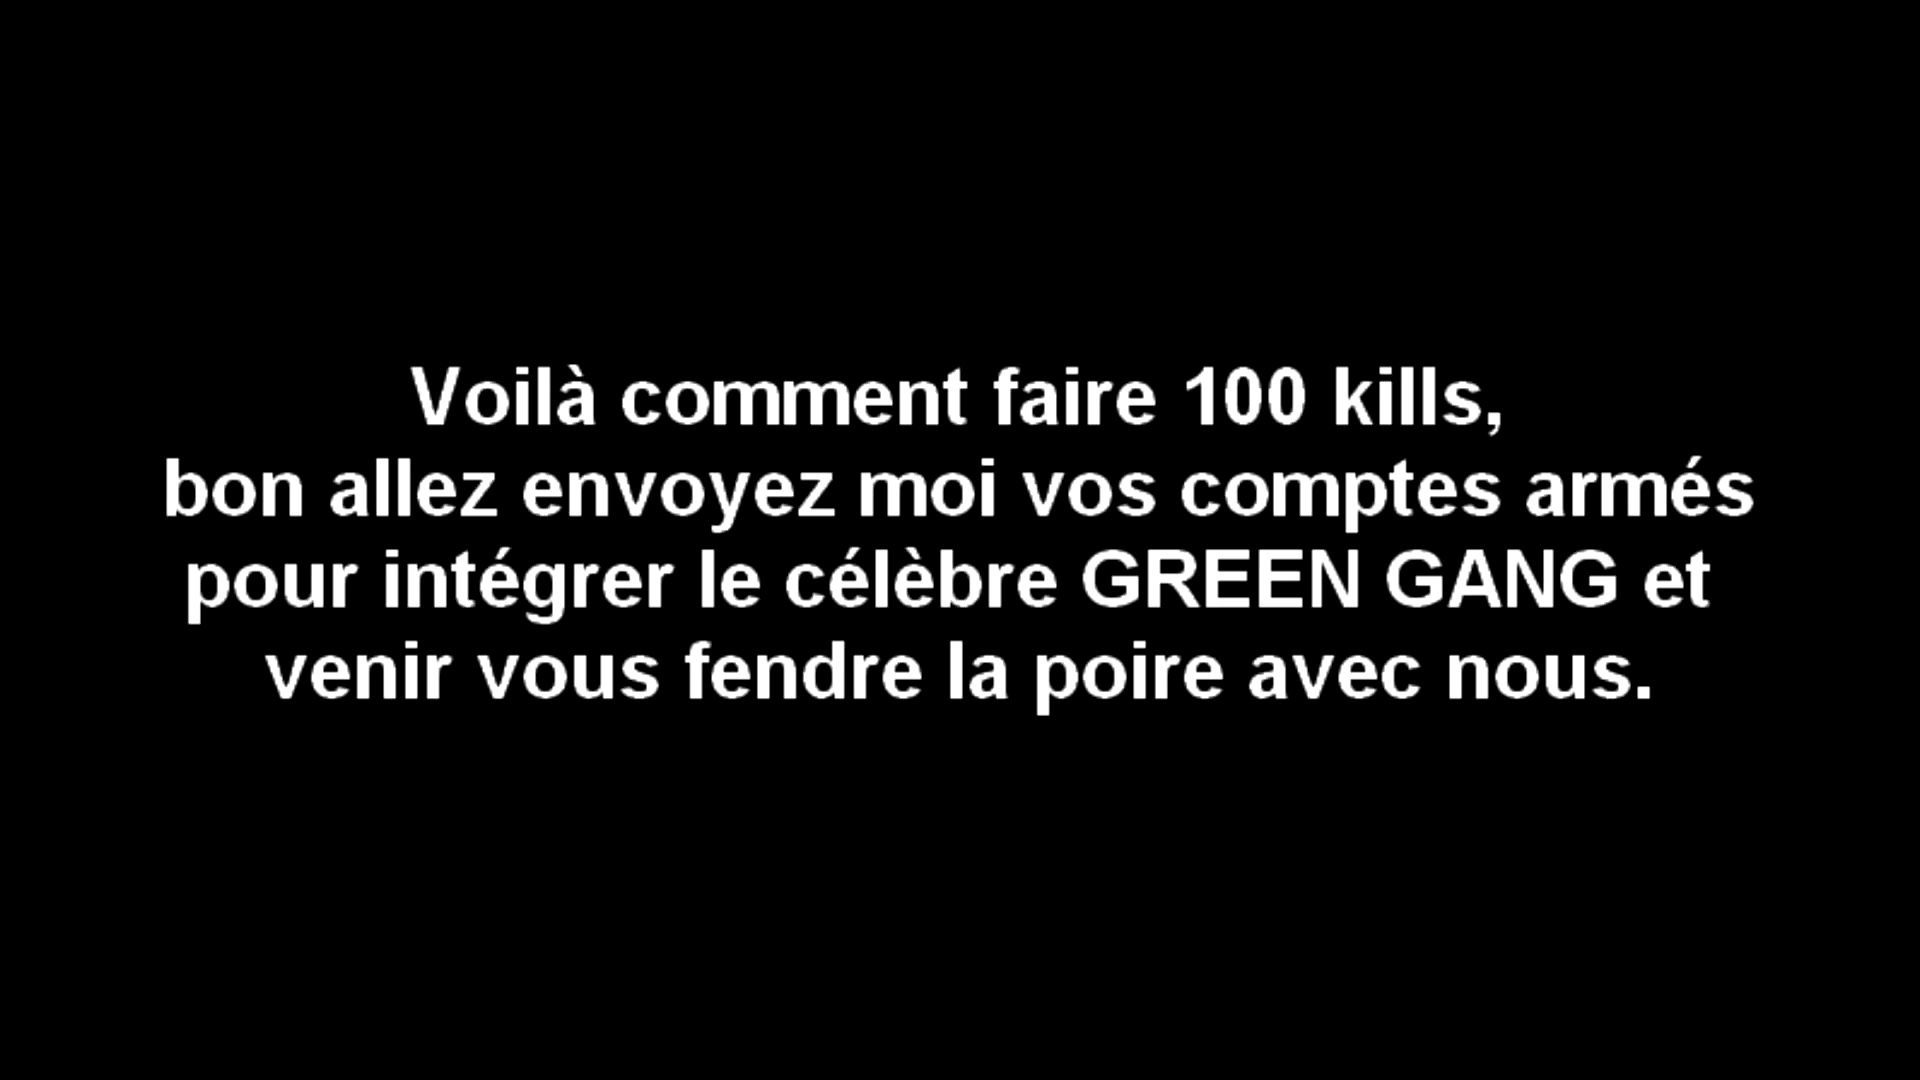 Voilà comment faire 100 kills,
bon allez envoyez moi vos comptes armés
pour intégrer le célèbre GREEN GANG et
venir vous fendre la poire avec nous.